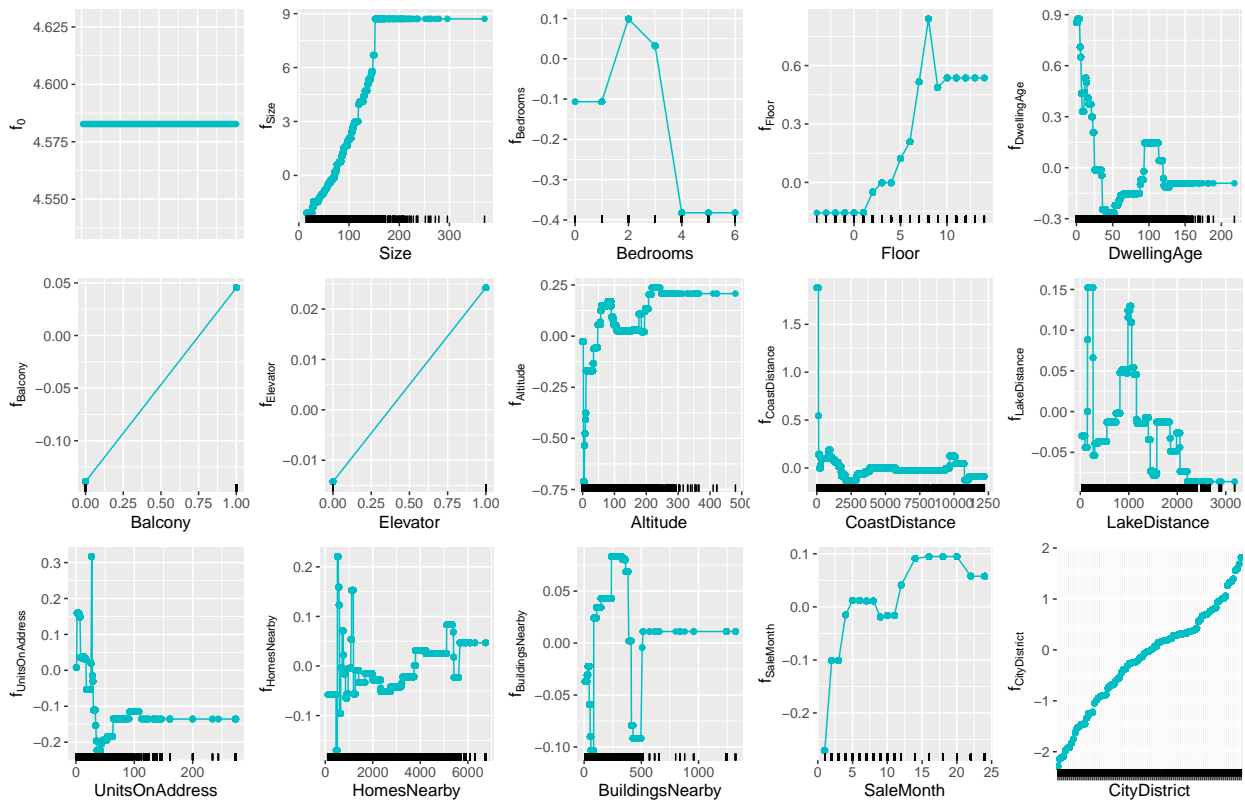 4.625
4.600
4.575
4.550
f0
9
6
3
0
fSize
0 100 200 300
Size
0.1
0.0
−0.1
−0.2
−0.3
−0.4
fBedrooms
0 2 4 6
Bedrooms
0.6
0.3
0.0
fFloor
0 5 10
Floor
0.9
0.6
0.3
0.0
−0.3
fDwellingAge
0 50 100 150 200
DwellingAge
0.05
0.00
−0.05
−0.10
fBalcony
0.00 0.25 0.50 0.75 1.00
Balcony
0.02
0.01
0.00
−0.01
fElevator
0.00 0.25 0.50 0.75 1.00
Elevator
0.25
0.00
−0.25
−0.50
−0.75
fAltitude
0 100 200 300 400 500
Altitude
1.5
1.0
0.5
0.0
fCoastDistance
0 2500 5000 7500 10000 12500
CoastDistance
0.15
0.10
0.05
0.00
−0.05
fLakeDistance
0 1000 2000 3000
LakeDistance
0.3
0.2
0.1
0.0
−0.1
−0.2
fUnitsOnAddress
0 100 200
UnitsOnAddress
0.2
0.1
0.0
−0.1
fHomesNearby
0 2000 4000 6000
HomesNearby
0.05
0.00
−0.05
−0.10
fBuildingsNearby
0 500 1000
BuildingsNearby
0.1
0.0
−0.1
−0.2
fSaleMonth
0 5 10 15 20 25
SaleMonth
2
1
0
−1
−2
fCityDistrict
CityDistrict